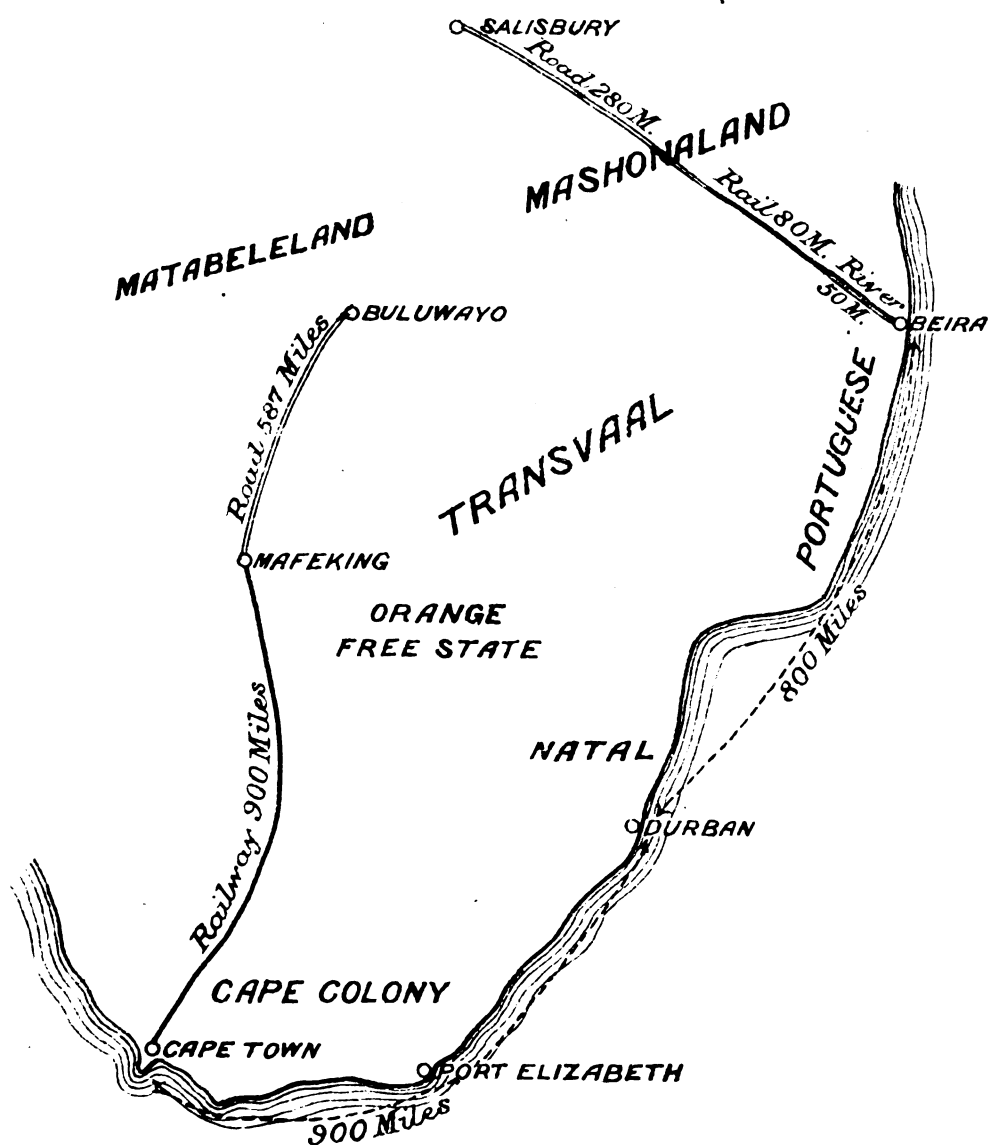 SALISBURY
Road 280 M.
MASHONALAND
Rail 80 M. River
50 M.
MATABELELAND
BULUWAYO
BEIRA
Road 587 Miles
PORTUGUESE
TRANSVAAL
MAFEKING
ORANGE
FREE STATE
800 Miles
NATAL
Railway 900 Miles
DURBAN
CAPE COLONY
CAPE TOWN
PORT ELIZABETH
900 Miles